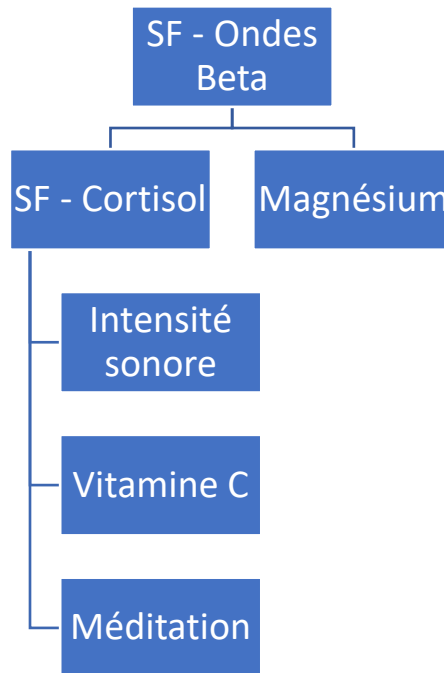 SF - Ondes
Beta
SF - Cortisol
Magnésium
Intensité
sonore
Vitamine C
Méditation